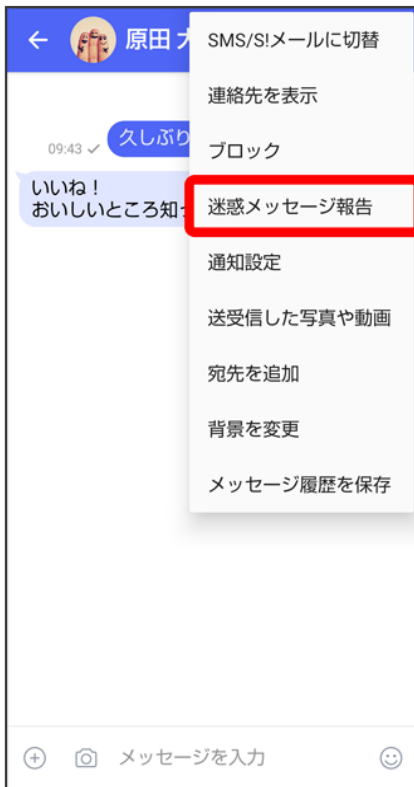 原田
SMS/S!メールに切替
連絡先を表示
09:43
久しぶり
ブロック
いいね！
おいしいところ知っ
迷惑メッセージ報告
通知設定
送受信した写真や動画
宛先を追加
背景を変更
メッセージ履歴を保存
メッセージを入力